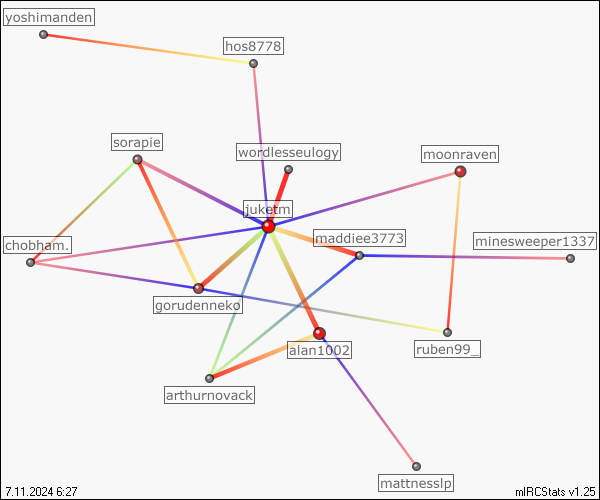 yoshimanden
hos8778
sorapie
wordlesseulogy
moonraven
juketm
chobham.
maddiee3773
minesweeper1337
gorudenneko
alan1002
ruben99_
arthurnovack
mattnesslp
7.11.2024 6:27
mIRCStats v1.25